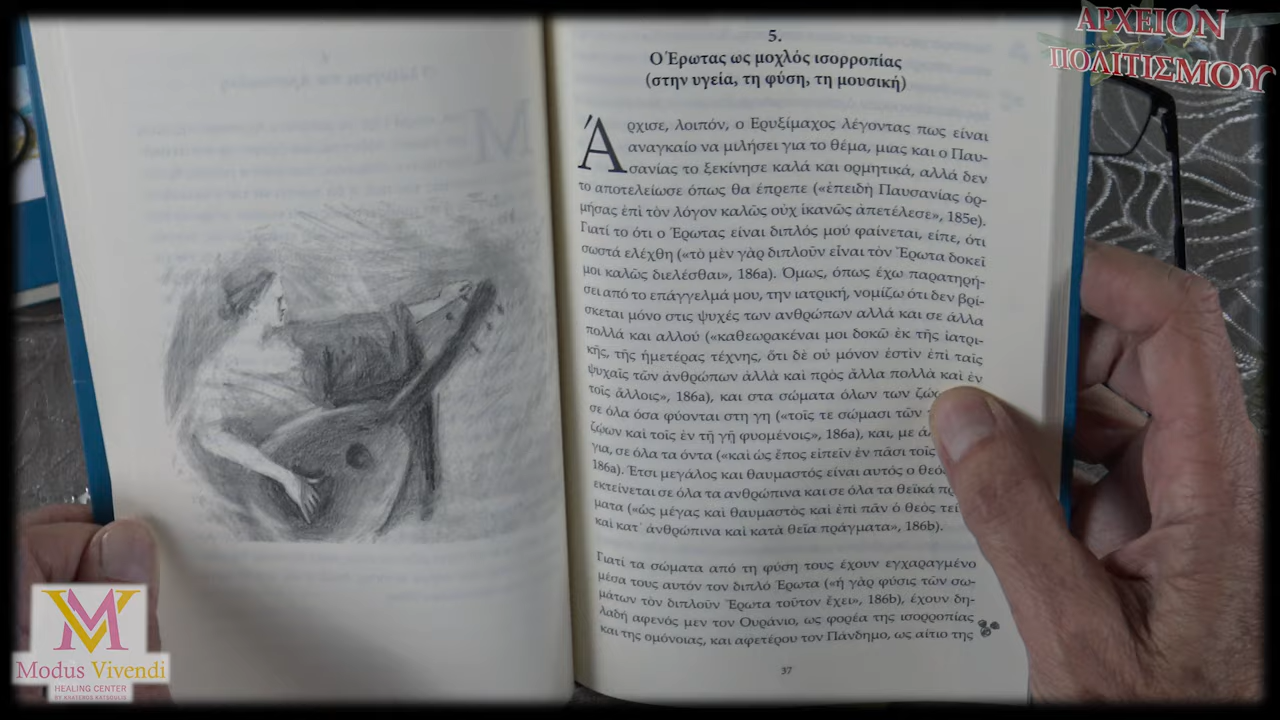 ΑΡΧΕΙΟΝ
ΠΟΛΙΤΙΣΜΟΥ
5.
Ο Έρωτας ως μοχλός ισορροπίας
(στην υγεία, τη φύση, τη μουσική)
Άρχισε, λοιπόν, ο Ερυξίμαχος λέγοντας πως είναι
αναγκαίο να μιλήσει για το θέμα, μιας και ο Παυ-
σανίας το ξεκίνησε καλά και ορμητικά, αλλά δεν
το αποτελείωσε όπως θα έπρεπε («ἐπειδὴ Παυσανίας ὁρ-
μήσας ἐπὶ τὸν λόγον καλῶς οὐχ ἱκανῶς ἀπετέλεσε», 185e).
Γιατί το ότι ο Έρωτας είναι διπλός μού φαίνεται, είπε, ότι
σωστά ελέχθη («τὸ μὲν γὰρ διπλοῦν εἶναι τὸν Ἔρωτα δοκεῖ
μοι καλῶς διελέσθαι», 186a). Όμως, όπως έχω παρατηρή-
σει από το επάγγελμά μου, την ιατρική, νομίζω ότι δεν βρί-
σκεται μόνο στις ψυχές των ανθρώπων αλλά και σε άλλα
πολλά και αλλού («καθεωρακέναι μοι δοκῶ ἐκ τῆς ἰατρι-
κῆς, τῆς ἡμετέρας τέχνης, ὅτι δὲ οὐ μόνον ἐστὶν ἐπὶ ταῖς
ψυχαῖς τῶν ἀνθρώπων ἀλλὰ καὶ πρὸς ἄλλα πολλὰ καὶ ἐν
τοῖς ἄλλοις», 186a), και στα σώματα όλων των ζώω
σε όλα όσα φύονται στη γη («τοῖς τε σώμασι τῶν
ζῴων καὶ τοῖς ἐν τῇ γῇ φυομένοις», 186a), και, με
για, σε όλα τα όντα («καὶ ὡς ἔπος εἰπεῖν ἐν πᾶσι τοῖς
186a). Έτσι μεγάλος και θαυμαστός είναι αυτός ο θεός
εκτείνεται σε όλα τα ανθρώπινα και σε όλα τα θεϊκά
ματα («ὡς μέγας καὶ θαυμαστὸς καὶ ἐπὶ πᾶν ὁ θεὸς
καὶ κατ᾽ ἀνθρώπινα καὶ κατὰ θεῖα πράγματα», 186b).
Γιατί τα σώματα από τη φύση τους έχουν εγχαραγμένο
μέσα τους αυτόν τον διπλό Έρωτα («ἡ γὰρ φύσις τῶν σω-
μάτων τὸν διπλοῦν Ἔρωτα τοῦτον ἔχει», 186b), έχουν δη-
λαδή αφενός μεν τον Ουράνιο, ως φορέα της ισορροπίας
και της ομόνοιας, και αφετέρου τον Πάνδημο, ως αίτιο της
37
Modus Vivendi
HEALING CENTER